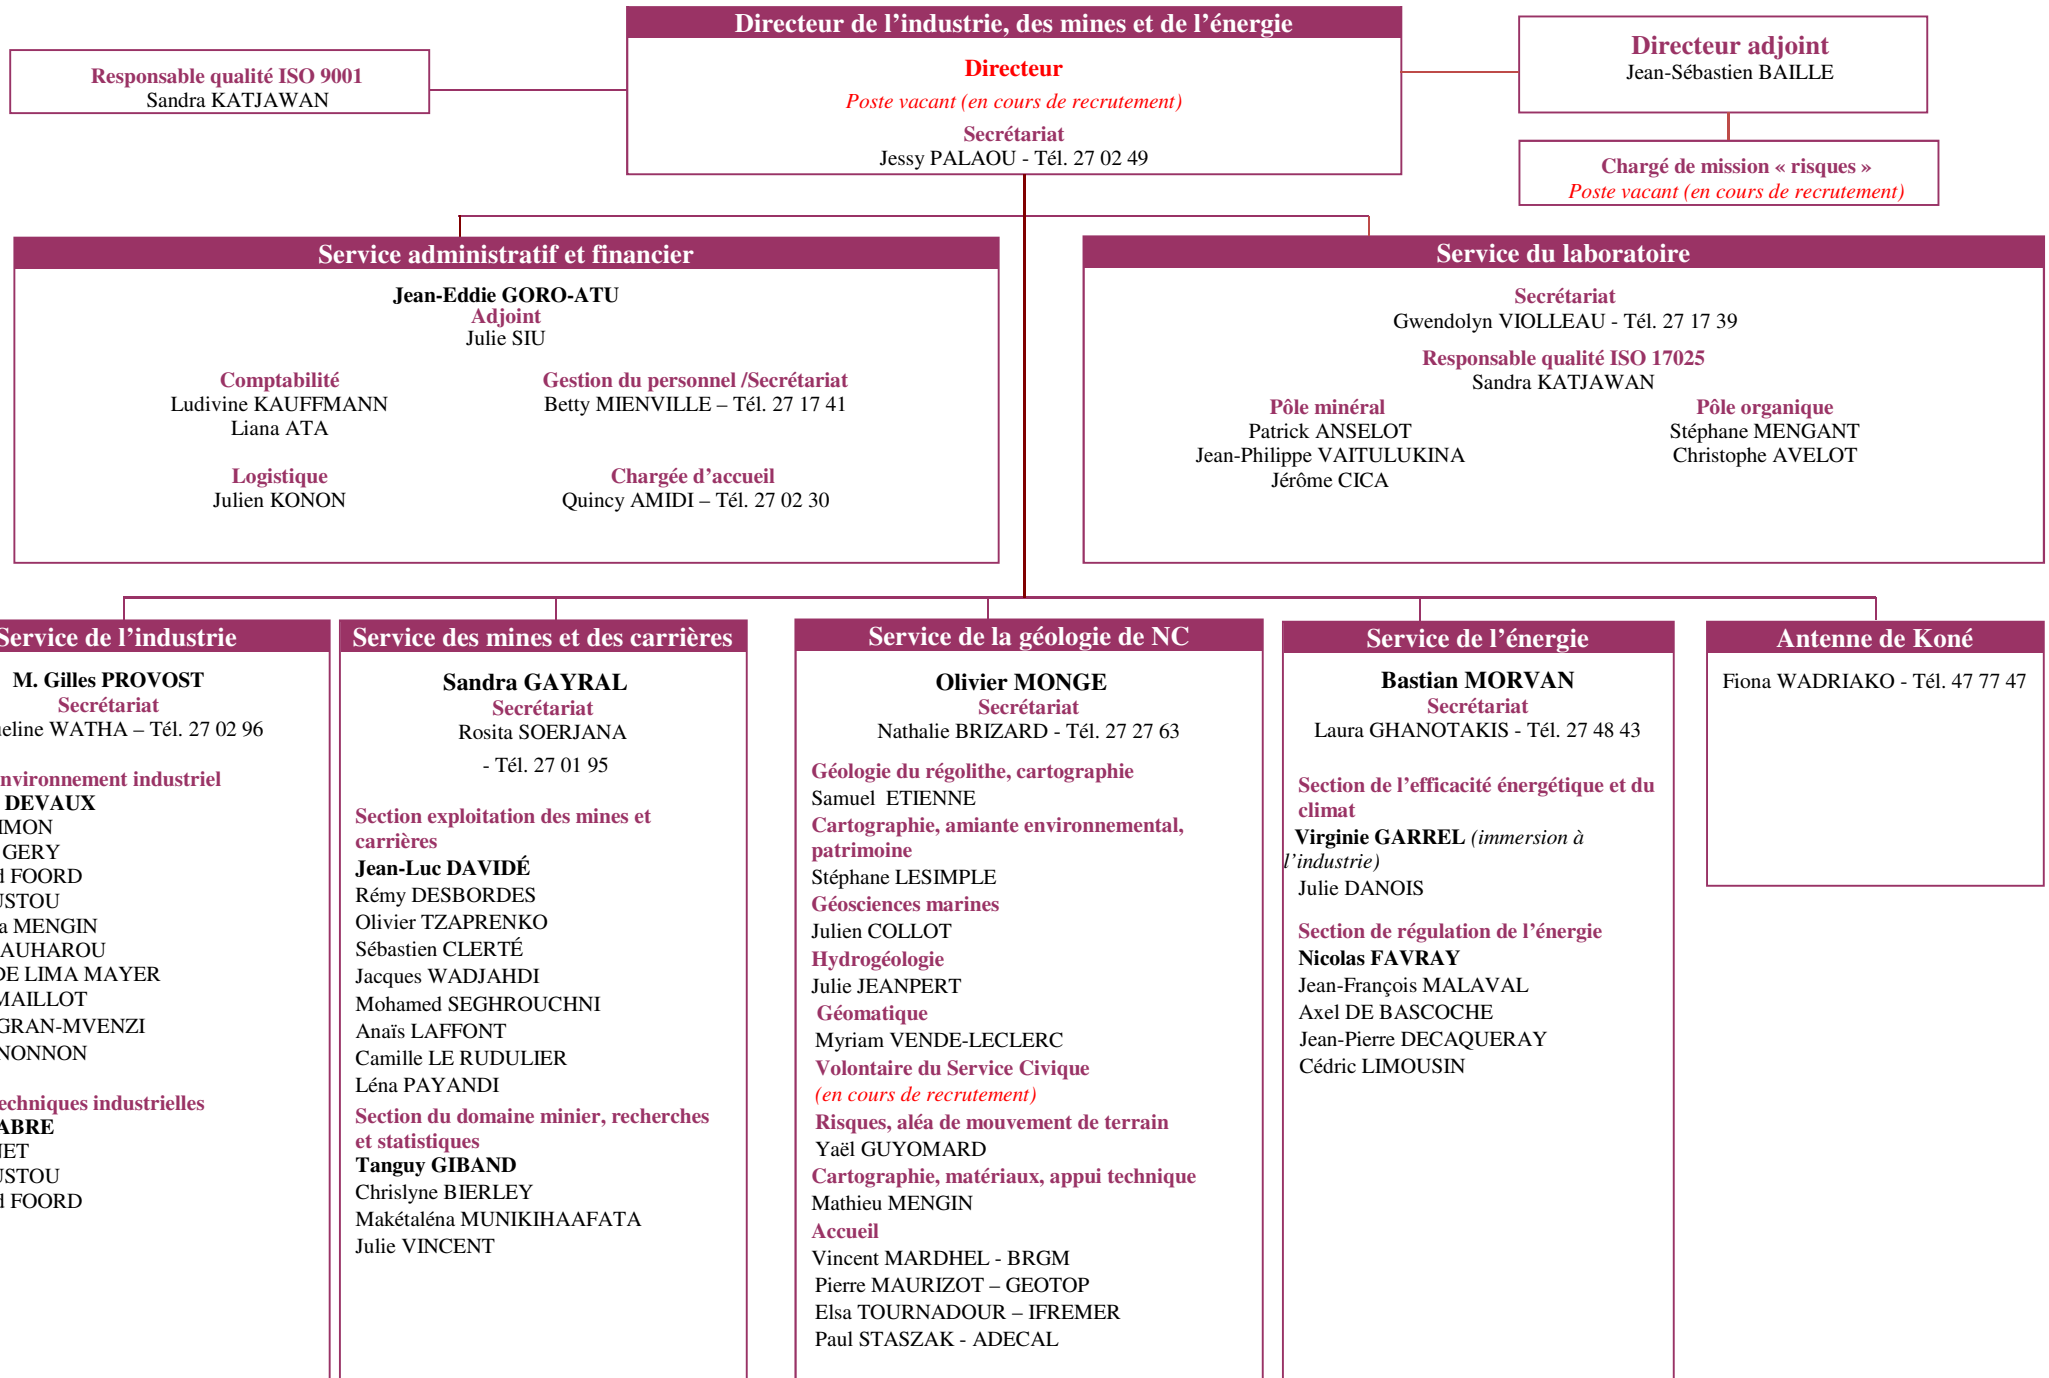 Directeur de l’industrie, des mines et de l’énergie
Directeur
Poste vacant (en cours de recrutement)
Secrétariat
Jessy PALAOU - Tél. 27 02 49
Responsable qualité ISO 9001
Sandra KATJAWAN
Directeur adjoint
Jean-Sébastien BAILLE
Chargé de mission « risques »
Poste vacant (en cours de recrutement)
Service administratif et financier
Jean-Eddie GORO-ATU
Adjoint
Julie SIU
Comptabilité
Ludivine KAUFFMANN
Liana ATA
Gestion du personnel /Secrétariat
Betty MIENVILLE – Tél. 27 17 41
Logistique
Julien KONON
Chargée d’accueil
Quincy AMIDI – Tél. 27 02 30
Service du laboratoire
Secrétariat
Gwendolyn VIOLLEAU - Tél. 27 17 39
Responsable qualité ISO 17025
Sandra KATJAWAN
Pôle minéral
Patrick ANSELOT
Jean-Philippe VAITULUKINA
Jérôme CICA
Pôle organique
Stéphane MENGANT
Christophe AVELOT
Service de l’industrie
M. Gilles PROVOST
Secrétariat
WATHA – Tél. 27 02 96
industriel
DEVAUX
GERY
FOORD
MENGIN
DE LIMA MAYER
industrielles
FOORD
Service des mines et des carrières
Sandra GAYRAL
Secrétariat
Rosita SOERJANA
- Tél. 27 01 95
Section exploitation des mines et
carrières
Jean-Luc DAVIDÉ
Rémy DESBORDES
Olivier TZAPRENKO
Sébastien CLERTÉ
Jacques WADJAHDI
Mohamed SEGHROUCHNI
Anaïs LAFFONT
Camille LE RUDULIER
Léna PAYANDI
Section du domaine minier, recherches
et statistiques
Tanguy GIBAND
Chrislyne BIERLEY
Makétaléna MUNIKIHAAFATA
Julie VINCENT
Service de la géologie de NC
Olivier MONGE
Secrétariat
Nathalie BRIZARD - Tél. 27 27 63
Géologie du régolithe, cartographie
Samuel ETIENNE
Cartographie, amiante environnemental,
patrimoine
Stéphane LESIMPLE
Géosciences marines
Julien COLLOT
Hydrogéologie
Julie JEANPERT
Géomatique
Myriam VENDE-LECLERC
Volontaire du Service Civique
(en cours de recrutement)
Risques, aléa de mouvement de terrain
Yaël GUYOMARD
Cartographie, matériaux, appui technique
Mathieu MENGIN
Accueil
Vincent MARDHEL - BRGM
Pierre MAURIZOT – GEOTOP
Elsa TOURNADOUR – IFREMER
Paul STASZAK - ADECAL
Service de l’énergie
Bastian MORVAN
Secrétariat
Laura GHANOTAKIS - Tél. 27 48 43
Section de l’efficacité énergétique et du
climat
Virginie GARREL (immersion à
l’industrie)
Julie DANOIS
Section de régulation de l’énergie
Nicolas FAVRAY
Jean-François MALAVAL
Axel DE BASCOCHE
Jean-Pierre DECAQUERAY
Cédric LIMOUSIN
Antenne de Koné
Fiona WADRIAKO - Tél. 47 77 47